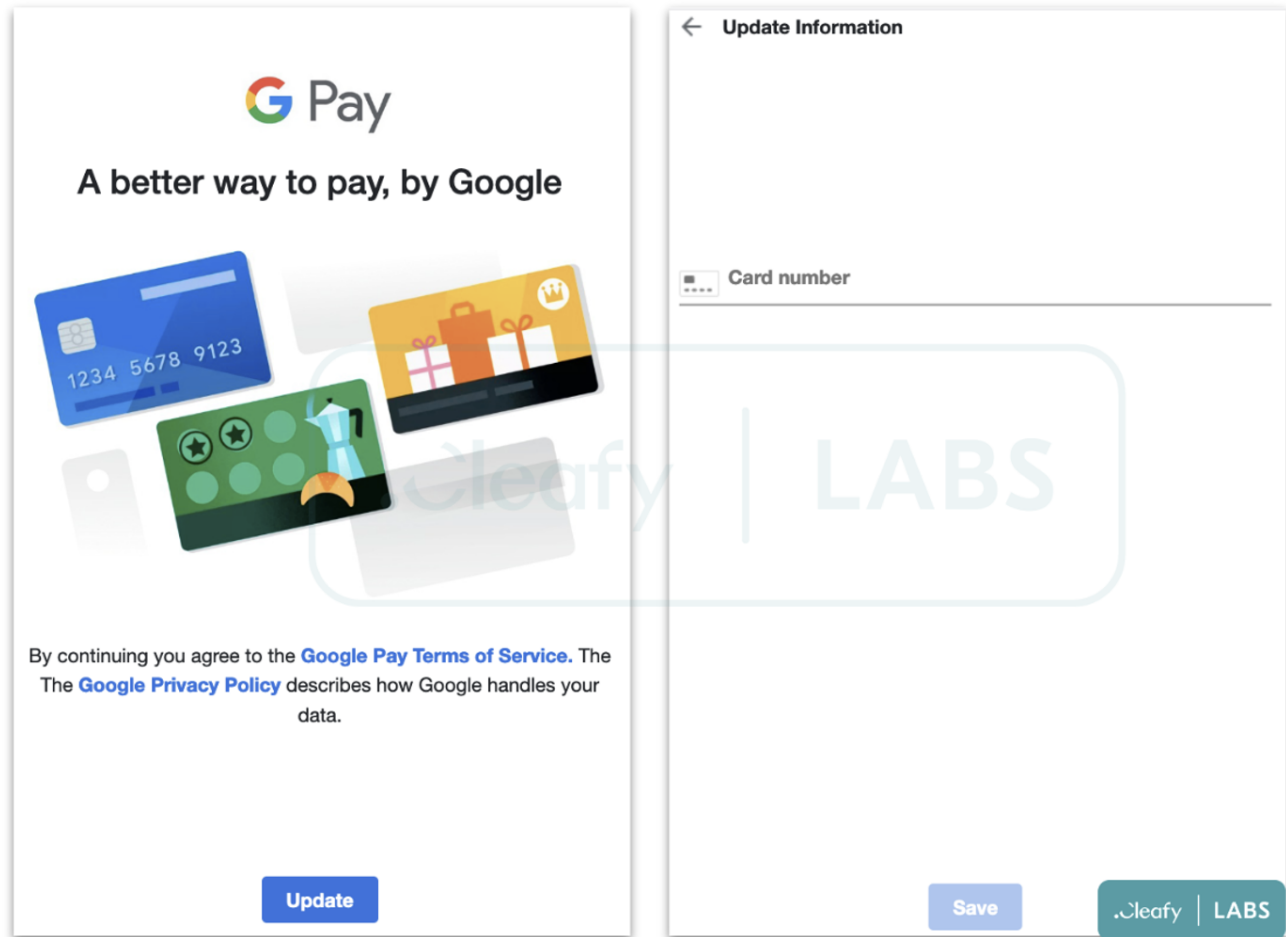 G Pay
A better way to pay, by Google
1234 5678 9123
By continuing you agree to the Google Pay Terms of Service. The
The Google Privacy Policy describes how Google handles your
data.
Update
Update Information
Card number
Save
Cleafy | LABS
Cleafy | LABS